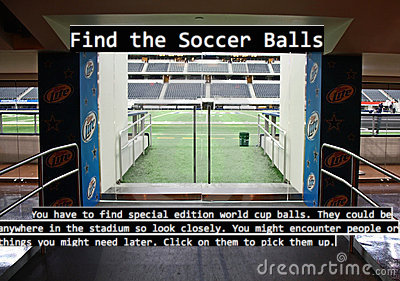 Find the Soccer Balls
You have to find special edition world cup balls. They could be
anywhere in the stadium so look closely. You might encounter people or
things you might need later. Click on them to pick them up.
dreamstime.com